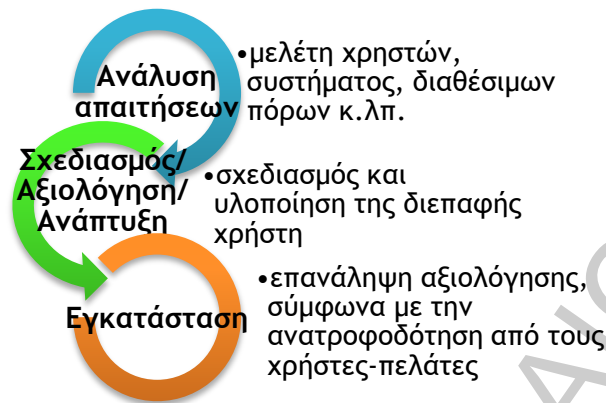 Ανάλυση
απαιτήσεων
•μελέτη χρηστών,
συστήματος, διαθέσιμων
πόρων κ.λπ.
Σχεδιασμός/
Αξιολόγηση/
Ανάπτυξη
•σχεδιασμός και
υλοποίηση της διεπαφής
χρήστη
Εγκατάσταση
•επανάληψη αξιολόγησης,
σύμφωνα με την
ανατροφοδότηση από τους
χρήστες-πελάτες